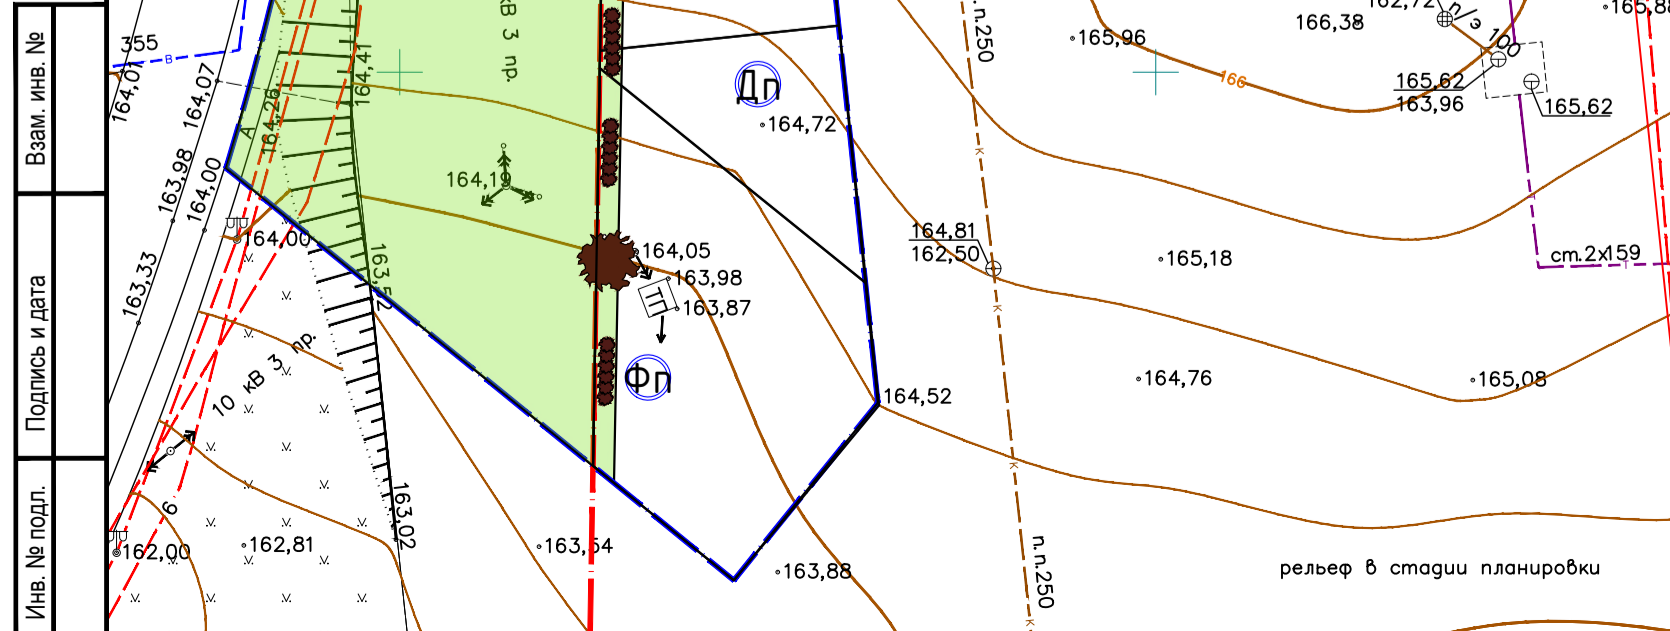 Взам. инв. №
Подпись и дата
Инв. № подл.
355
В
164,01
164,07
163,98
164,00
163,33
А
164,26
164,41
кВ 3 пр.
164,00
163,52
10 кВ 3 пр.
6
162,00
162,81
163,02
Дп
164,72
164,05
163,98
ТП
163,87
Фп
164,52
163,54
163,88
п.п.250
К
164,81
162,50
К
К
п.п.250
К
165,96
166,38
166
162,72
п/э 100
165,62
163,96
165,62
165,18
ст.2х159
Т
164,76
165,08
рельеф в стадии планировки